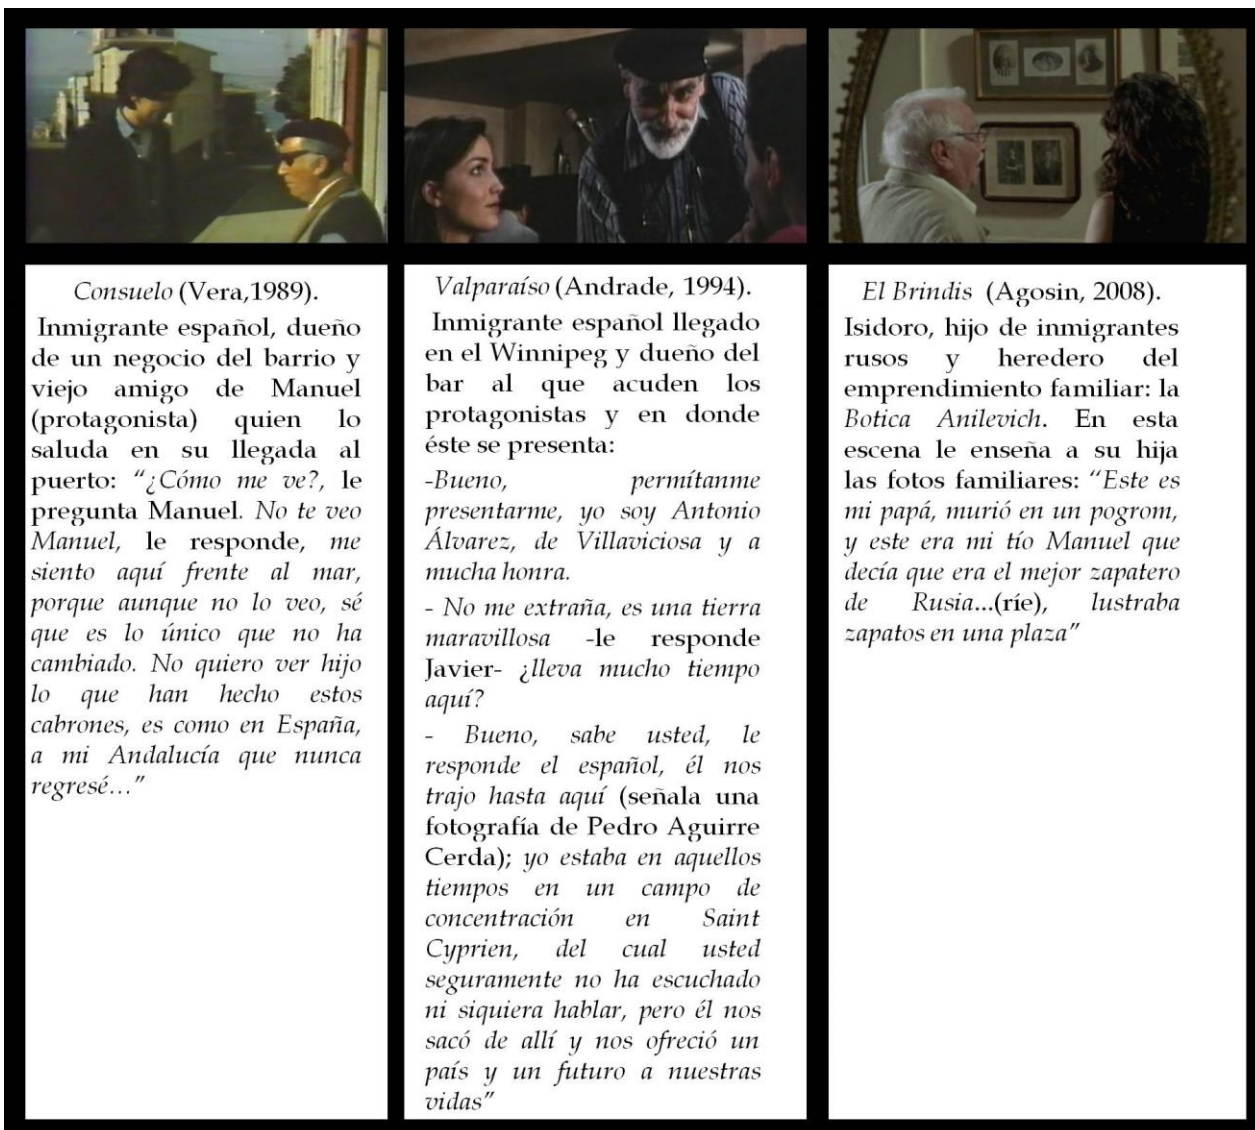 Consuelo (Vera,1989).
Inmigrante español, dueño
de un negocio del barrio y
viejo amigo de Manuel
(protagonista) quien lo
saluda en su llegada al
puerto: “¿Cómo me ve?, le
pregunta Manuel. No te veo
Manuel, le responde, me
siento aquí frente al mar,
porque aunque no lo veo, sé
que es lo único que no ha
cambiado. No quiero ver hijo
lo que han hecho estos
cabrones, es como en España,
a mi Andalucía que nunca
regresé…”
Valparaíso (Andrade, 1994).
Inmigrante español llegado
en el Winnipeg y dueño del
bar al que acuden los
protagonistas y en donde
éste se presenta:
-Bueno, permítanme
presentarme, yo soy Antonio
Álvarez, de Villaviciosa y a
mucha honra.
- No me extraña, es una tierra
maravillosa -le responde
Javier- ¿lleva mucho tiempo
aquí?
- Bueno, sabe usted, le
responde el español, él nos
trajo hasta aquí (señala una
fotografía de Pedro Aguirre
Cerda); yo estaba en aquellos
tiempos en un campo de
concentración en Saint
Cyprien, del cual usted
seguramente no ha escuchado
ni siquiera hablar, pero él nos
sacó de allí y nos ofreció un
país y un futuro a nuestras
vidas”
El Brindis (Agosin, 2008).
Isidoro, hijo de inmigrantes
rusos y heredero del
emprendimiento familiar: la
Botica Anilevich. En esta
escena le enseña a su hija
las fotos familiares: “Este es
mi papá, murió en un pogrom,
y este era mi tío Manuel que
decía que era el mejor zapatero
de Rusia...(ríe), lustraba
zapatos en una plaza”